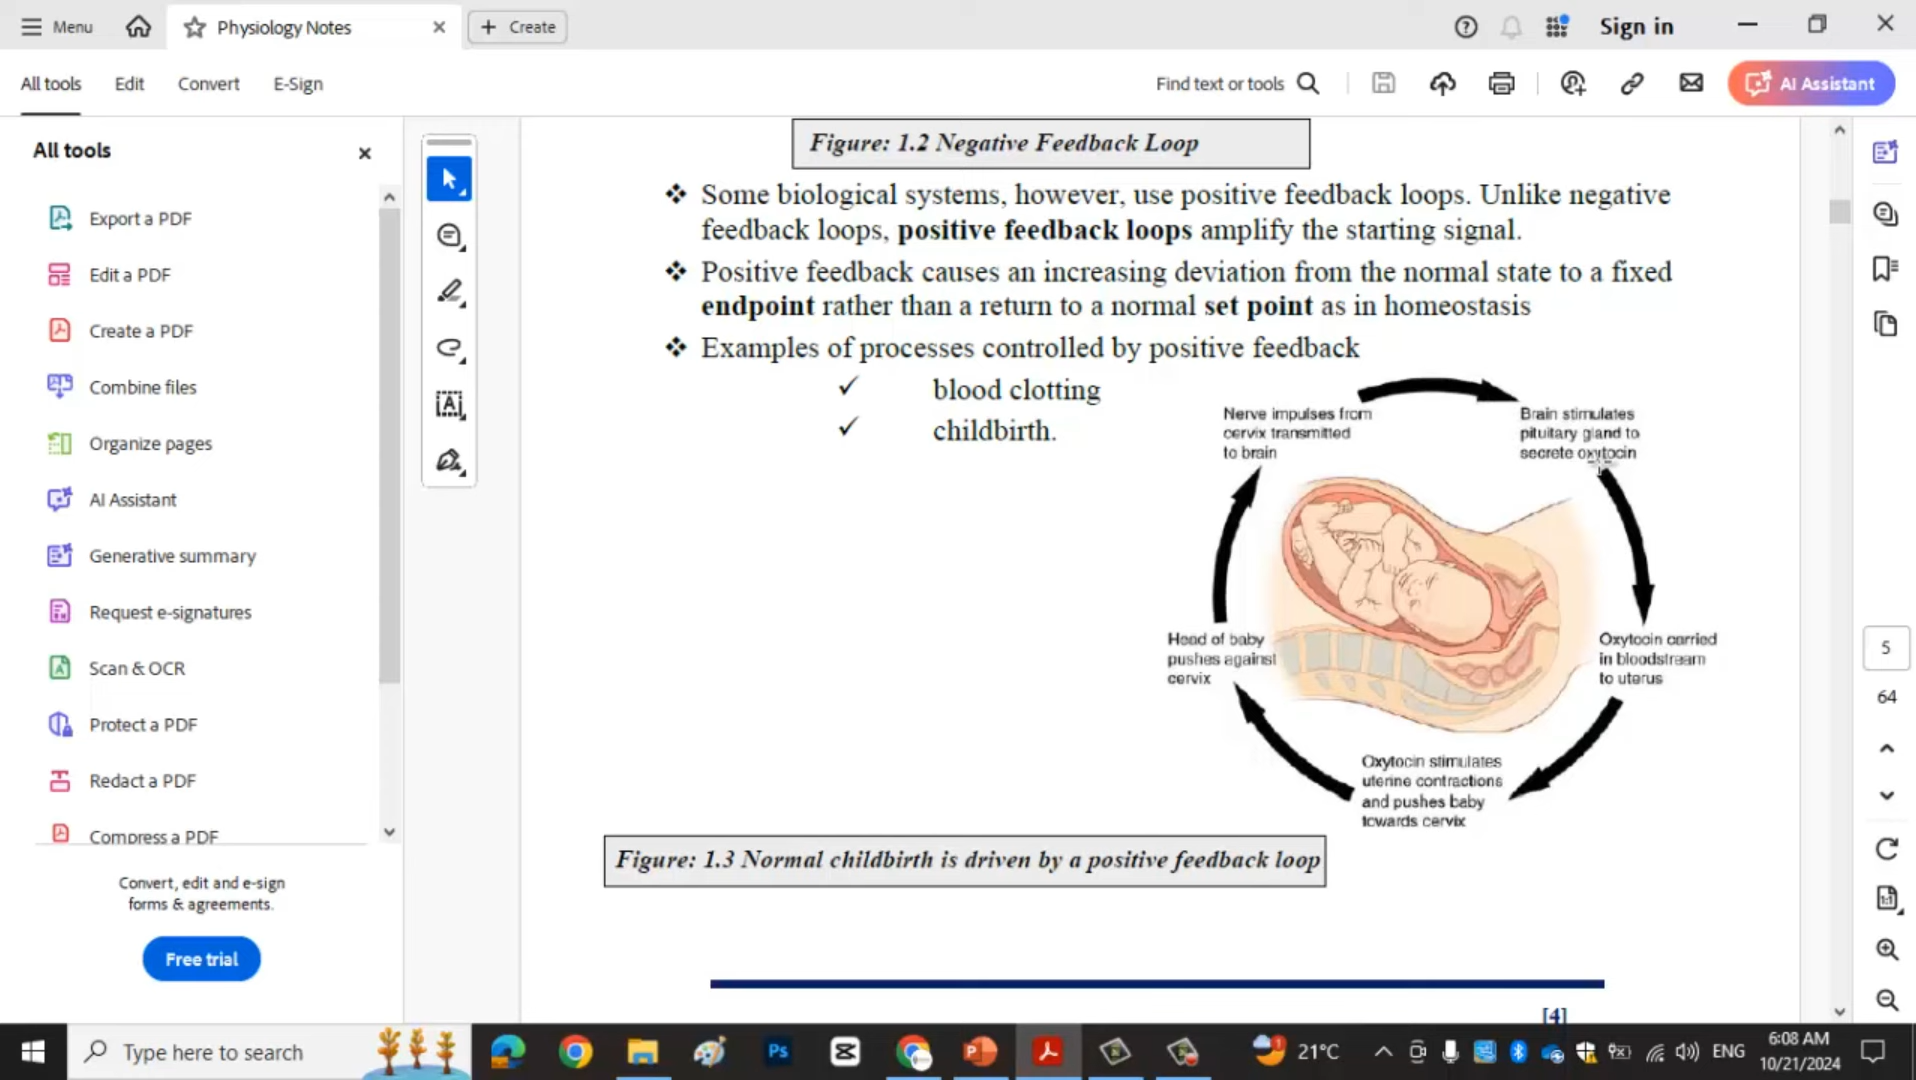 Menu
Physiology Notes
Create
Sign in
All tools
Edit
Convert
E-Sign
Find text or tools
AI Assistant
All tools
Export a PDF
Edit a PDF
Create a PDF
Combine files
Organize pages
AI Assistant
Generative summary
Request e-signatures
Scan & OCR
Protect a PDF
Redact a PDF
Compress a PDF
Convert, edit and e-sign
forms & agreements.
Free trial
Figure: 1.2 Negative Feedback Loop
❖ Some biological systems, however, use positive feedback loops. Unlike negative
feedback loops, positive feedback loops amplify the starting signal.
❖ Positive feedback causes an increasing deviation from the normal state to a fixed
endpoint rather than a return to a normal set point as in homeostasis
❖ Examples of processes controlled by positive feedback
✓ blood clotting
✓ childbirth.
Nerve impulses from
cervix transmitted
to brain
Brain stimulates
pituitary gland to
secrete oxytocin
Oxytocin carried
in bloodstream
to uterus
Oxytocin stimulates
uterine contractions
and pushes baby
towards cervix
Head of baby
pushes against
cervix
Figure: 1.3 Normal childbirth is driven by a positive feedback loop
[4]
5
64
Type here to search
Ps
21°C
ENG
6:08 AM
10/21/2024